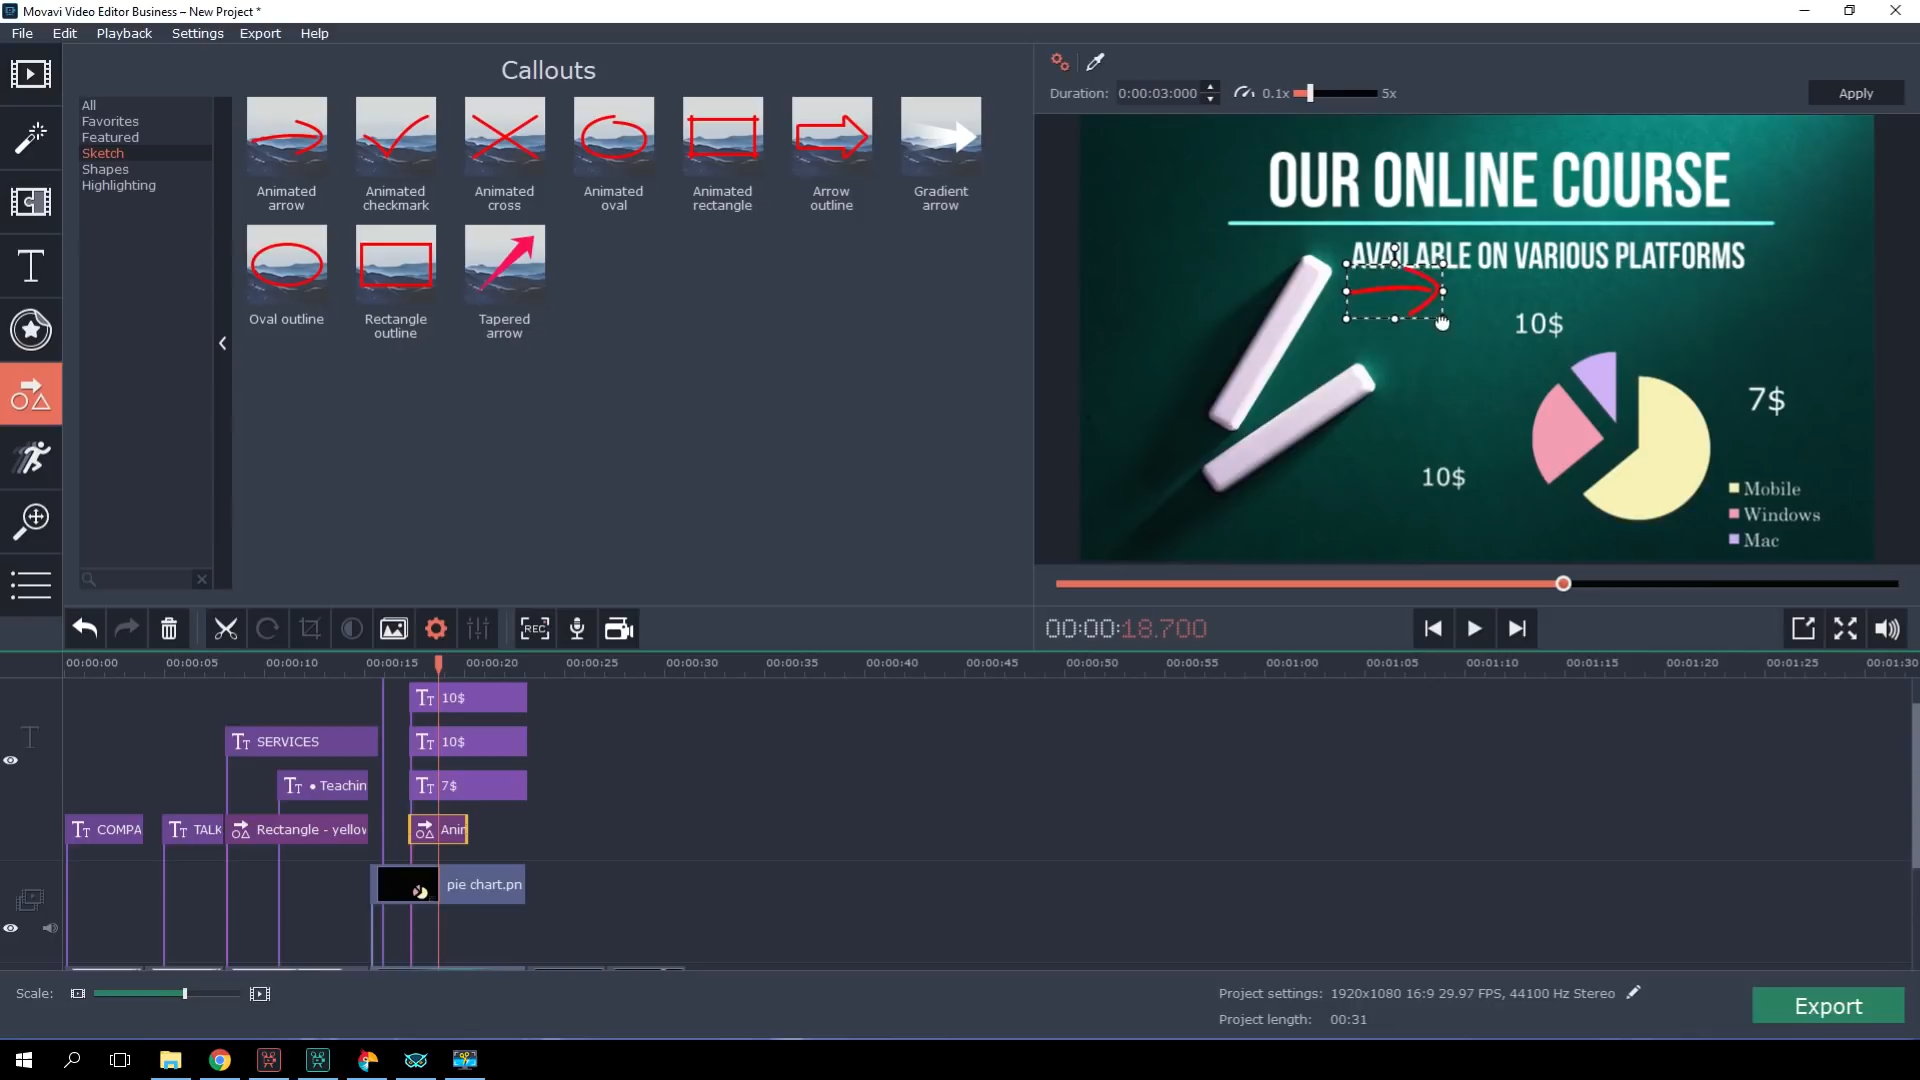 Movavi Video Editor Business – New Project *
File Edit Playback Settings Export Help
Callouts
All
Favorites
Featured
Sketch
Shapes
Highlighting
Animated arrow
Animated checkmark
Animated cross
Animated oval
Animated rectangle
Arrow outline
Gradient arrow
Oval outline
Rectangle outline
Tapered arrow
Duration: 0:00:03:000 0.1x 5x Apply
OUR ONLINE COURSE
AVAILABLE ON VARIOUS PLATFORMS
10$
7$
10$
Mobile
Windows
Mac
REC
00:00:18.700
00:00:00 00:00:05 00:00:10 00:00:15 00:00:20 00:00:25 00:00:30 00:00:35 00:00:40 00:00:45 00:00:50 00:00:55 00:01:00 00:01:05 00:01:10 00:01:15 00:01:20 00:01:25 00:01:30
Tт 10$
Tт SERVICES
Tт 10$
Tт • Teachin
Tт 7$
Tт COMPA
Tт TALK
Rectangle - yellov
Anir
pie chart.pn
Scale:
Project settings: 1920x1080 16:9 29.97 FPS, 44100 Hz Stereo
Project length: 00:31
Export